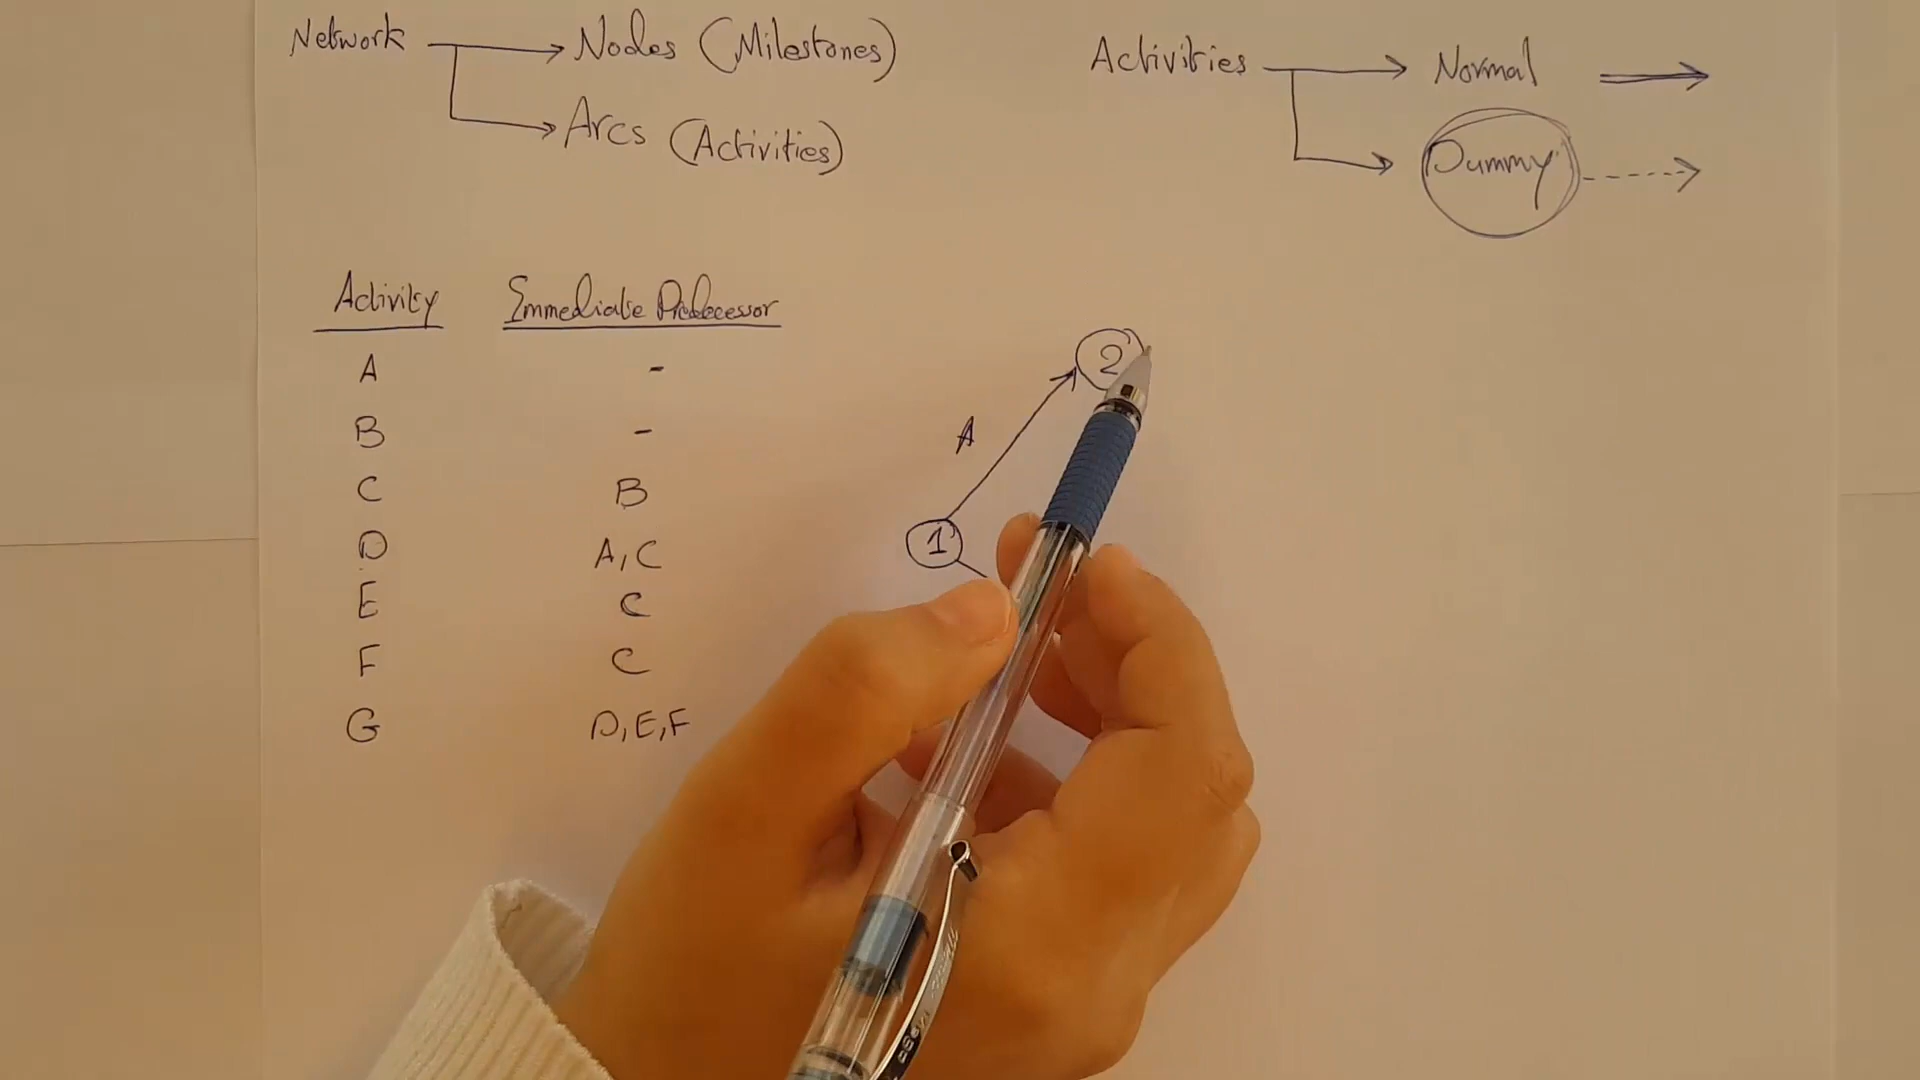 Network → Nodes (Milestones)
→ Arcs (Activities)
Activities → Normal
→ Dummy
Activity Immediate Predecessor
A -
B -
C B
D A, C
E C
F C
G D, E, F
2
A
1